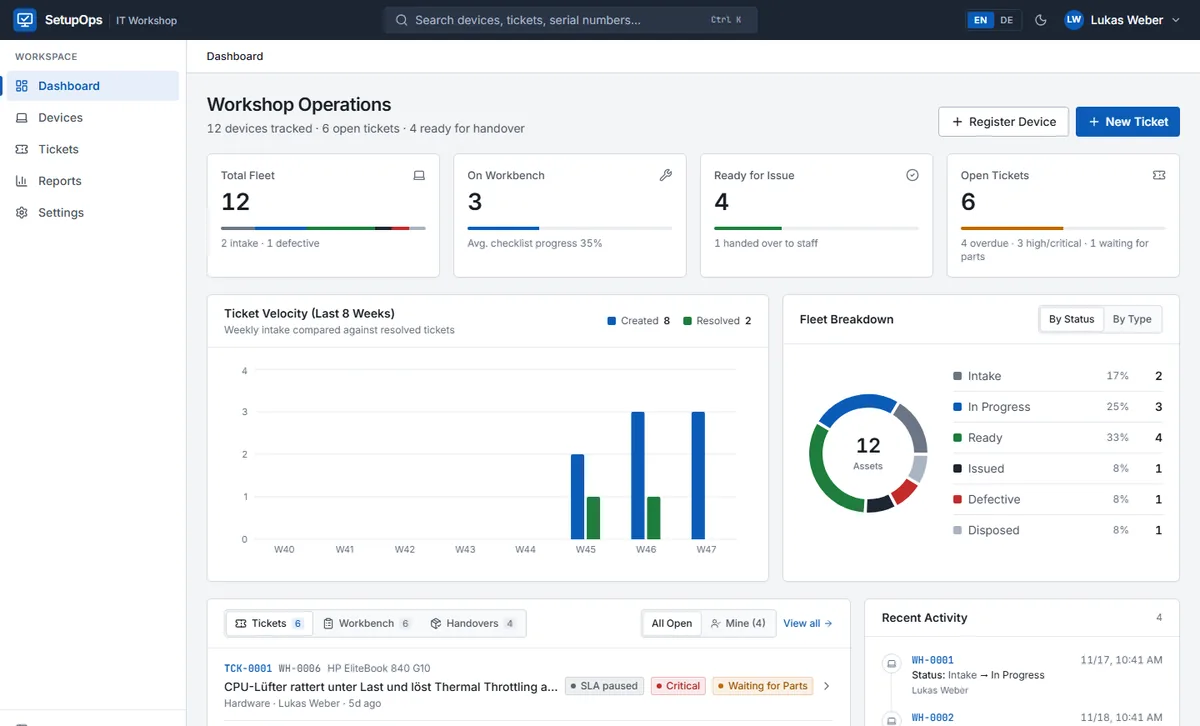 SetupOps IT Workshop
Search devices, tickets, serial numbers... Ctrl K
EN DE
LW Lukas Weber
WORKSPACE
Dashboard
Devices
Tickets
Reports
Settings
Dashboard
Workshop Operations
12 devices tracked · 6 open tickets · 4 ready for handover
+ Register Device
+ New Ticket
Total Fleet
12
2 intake · 1 defective
On Workbench
3
Avg. checklist progress 35%
Ready for Issue
4
1 handed over to staff
Open Tickets
6
4 overdue · 3 high/critical · 1 waiting for
parts
Ticket Velocity (Last 8 Weeks)
Weekly intake compared against resolved tickets
Created 8 Resolved 2
4
3
2
1
0
W40 W41 W42 W43 W44 W45 W46 W47
Fleet Breakdown
By Status By Type
12
Assets
Intake 17% 2
In Progress 25% 3
Ready 33% 4
Issued 8% 1
Defective 8% 1
Disposed 8% 1
Tickets 6 Workbench 6 Handovers 4
All Open Mine (4) View all →
TCK-0001 WH-0006 HP EliteBook 840 G10
CPU-Lüfter rattert unter Last und löst Thermal Throttling a...
SLA paused Critical Waiting for Parts
Hardware · Lukas Weber · 5d ago
Recent Activity 4
WH-0001 11/17, 10:41 AM
Status: Intake → In Progress
Lukas Weber
WH-0002 11/18, 10:41 AM